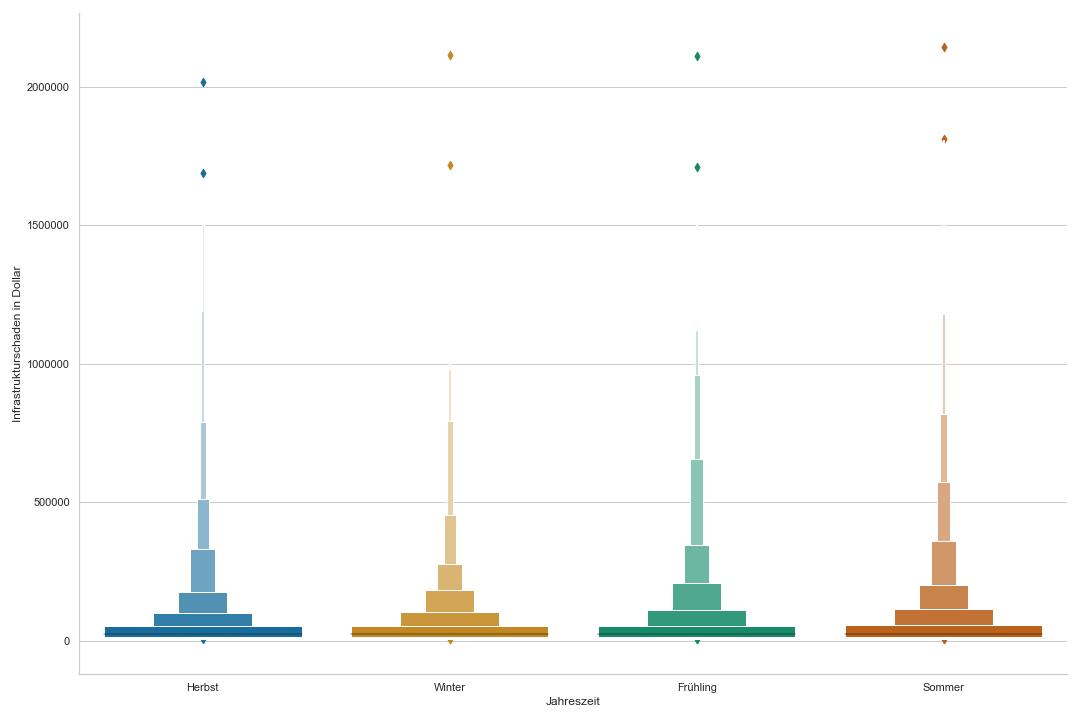 Infrastrukturschaden in Dollar
2000000
1500000
1000000
500000
0
Herbst Winter Frühling Sommer
Jahreszeit